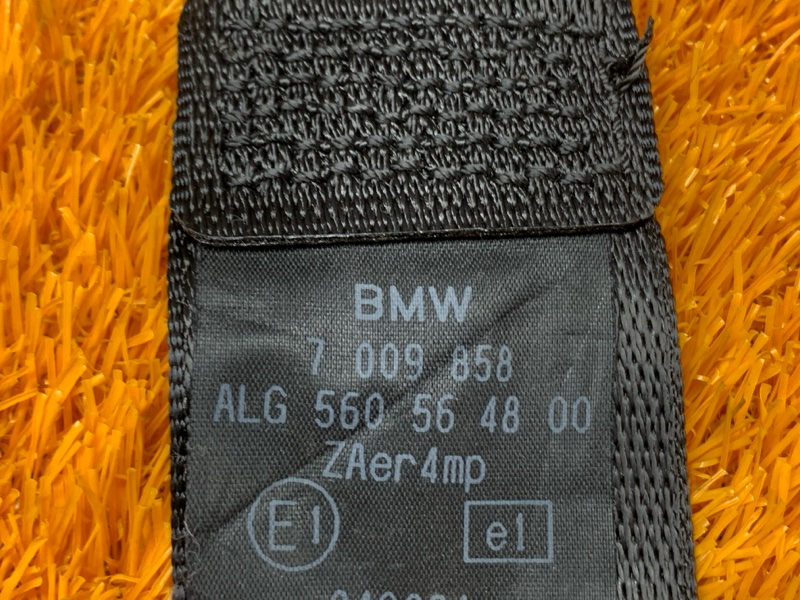 BMW
7 009 858
ALG 560 56 48 00
ZAer4mp
E1 e1